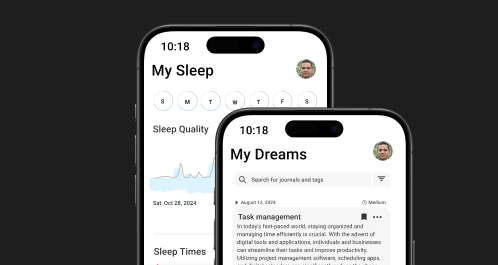 10:18
My Sleep
S M T W T F S
Sleep Quality
Sat, Oct 28, 2024
Sleep Times
10:18
My Dreams
Search for journals and tags
August 13, 2024 Medium
Task management
In today's fast-paced world, staying organized and
managing time efficiently is crucial. With the advent of
digital tools and applications, individuals and businesses
can streamline their tasks and improve productivity.
Utilizing project management software, scheduling apps,